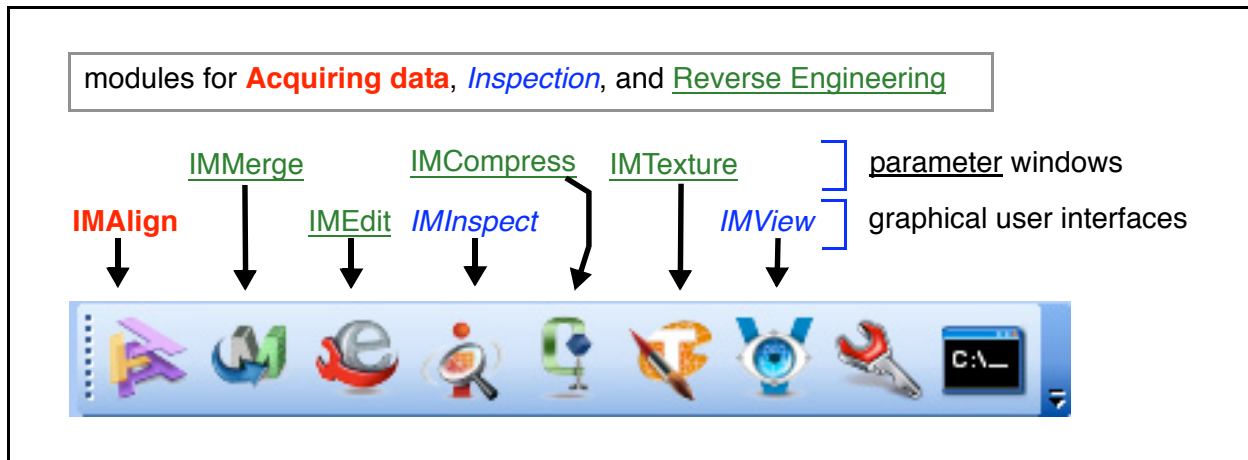 modules for Acquiring data, Inspection, and Reverse Engineering
IMMerge IMCompress IMTexture parameter windows
IMAlign IMEdit IMInspect IMView graphical user interfaces
C:\_